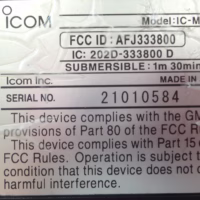 ICOM Model:IC-M
FCC ID : AFJ333800
IC: 202D-333800 D
SUBMERSIBLE : 1m 30min
Icom Inc.
SERIAL NO. 21010584
This device complies with the GM
provisions of Part 80 of the FCC RU
This device complies with Part 15 o
FCC Rules. Operation is subject t
condition that this device does not c
harmful interference.